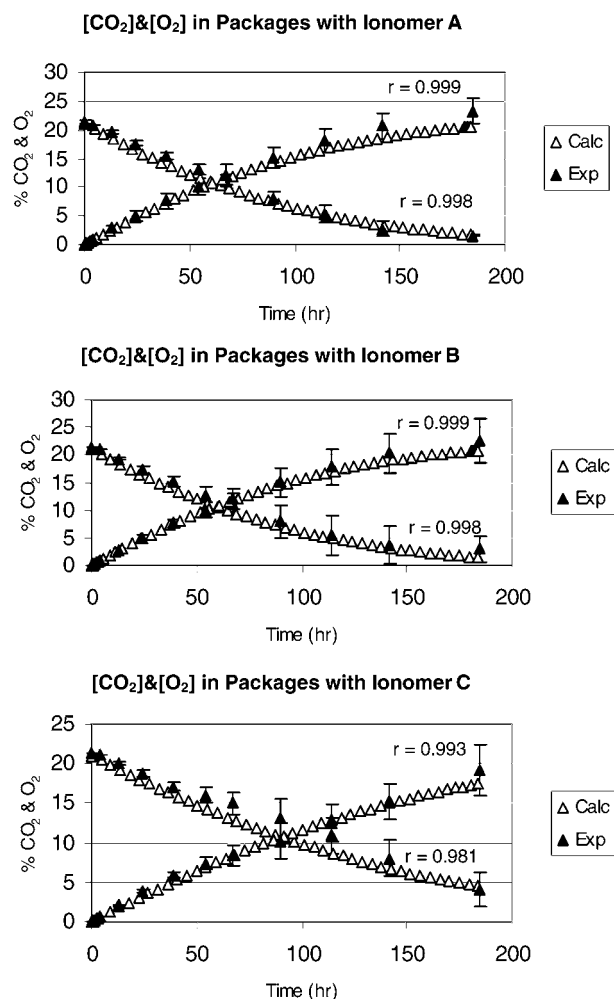 [CO₂]&[O₂] in Packages with Ionomer A
% CO₂ & O₂
30
25
20
15
10
5
0
r = 0.999
r = 0.998
0 50 100 150 200
Time (hr)
Calc
Exp
[CO₂]&[O₂] in Packages with Ionomer B
% CO₂ & O₂
30
25
20
15
10
5
0
r = 0.999
r = 0.998
0 50 100 150 200
Time (hr)
Calc
Exp
[CO₂]&[O₂] in Packages with Ionomer C
% CO₂ & O₂
25
20
15
10
5
0
r = 0.993
r = 0.981
0 50 100 150 200
Time (hr)
Calc
Exp